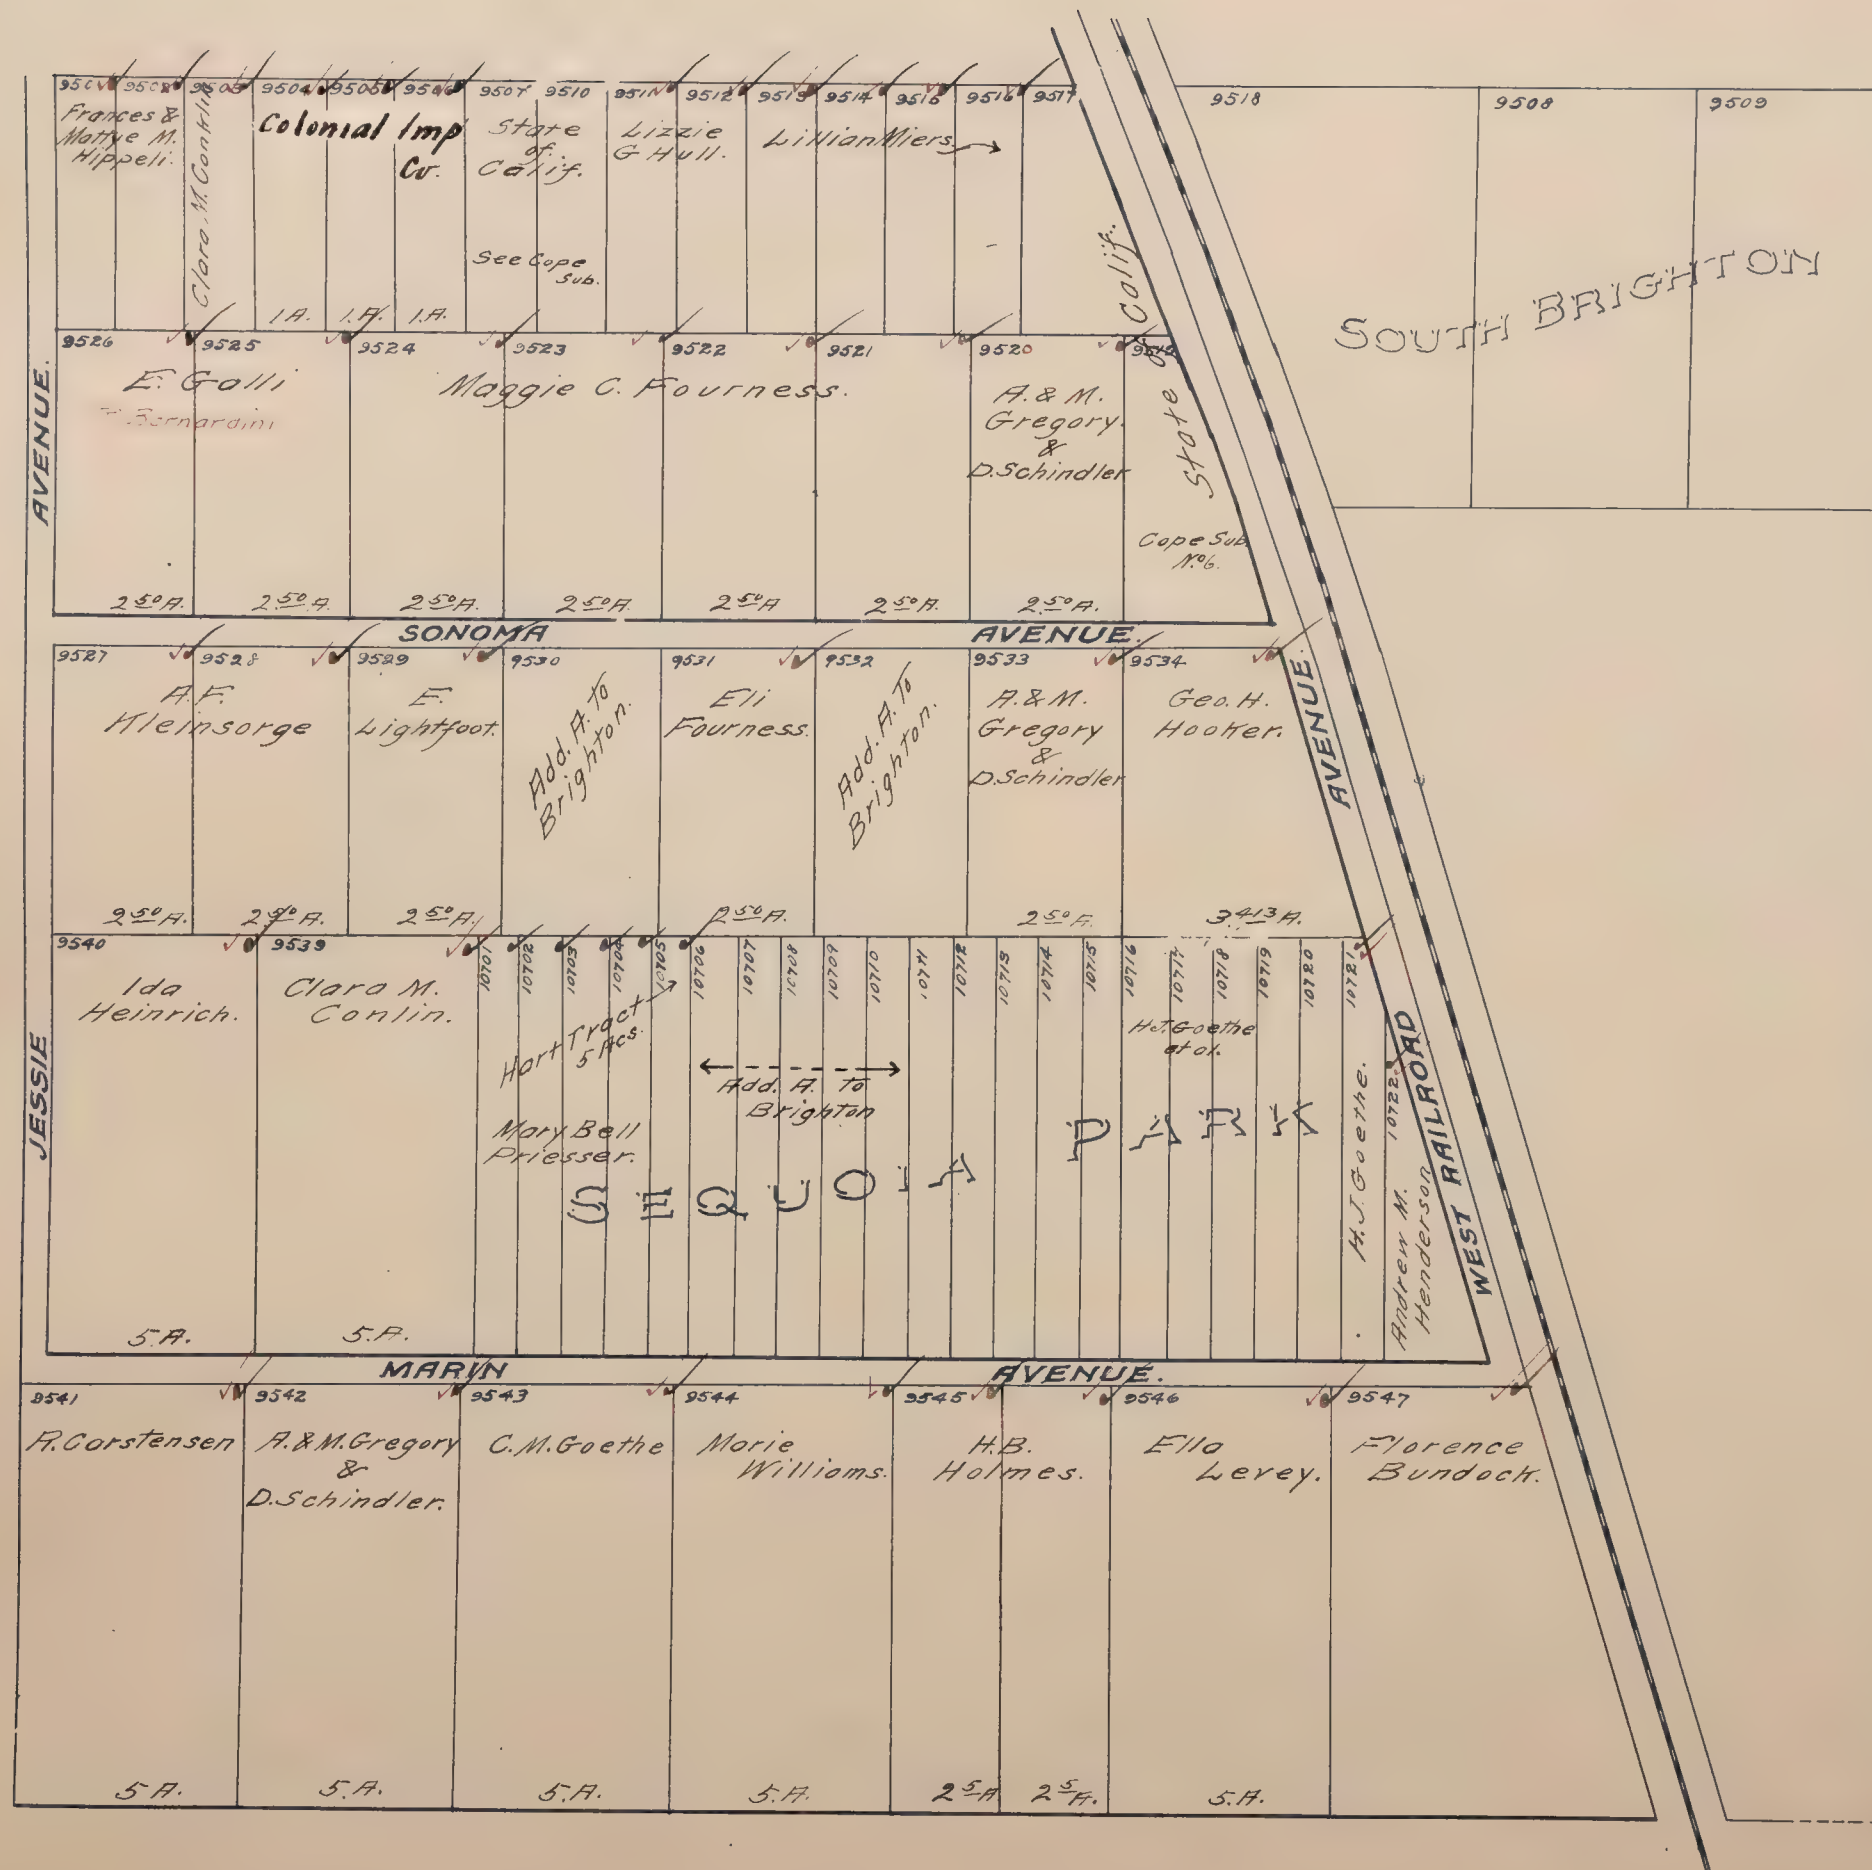 9502
9504
9505
9506
9507
9510
9511
9512
9513
9514
9515
9516
9517
9518
9508
9509
Frances &
Mattye M.
Hippeli.
Clara M. Conlin
Colonial Imp
Co.
State
of
Calif.
See Cope
Sub.
Lizzie
G Hull.
Lillian Miers
1 A.
1 A.
1 A.
State of Calif.
SOUTH BRIGHTON
9526
9525
9524
9523
9522
9521
9520
9519
E. Galli
Bernardini
Maggie C. Fourness.
A. & M.
Gregory
&
D. Schindler
Cope Sub.
No 6.
2 50 A.
2 50 A.
2 50 A.
2 50 A.
2 50 A
2 50 A.
2 50 A.
AVENUE.
JESSIE
SONOMA AVENUE.
9527
9528
9529
9530
9531
9532
9533
9534
A.F.
Kleinsorge
E.
Lightfoot.
Add. A. To
Brighton.
Eli
Fourness.
Add. A. To
Brighton.
A. & M.
Gregory
&
D. Schindler
Geo. H.
Hooker.
2 50 A.
2 50 A.
2 50 A.
2 50 A.
2 50 A.
3 413 A.
AVENUE.
WEST RAILROAD
9540
9539
10701
10702
10703
10704
10705
10706
10707
10708
10709
10710
10711
10712
10713
10714
10715
10716
10717
10718
10719
10720
10721
10722
Ida
Heinrich.
Clara M.
Conlin.
Hart Tract
5 Acs.
Mary Bell
Priesser.
Add. A. To
Brighton
H.J. Goethe
et al.
SEQUOIA PARK
H.J. Goethe.
Andrew M.
Henderson
5 A.
5. A.
MARIN AVENUE.
9541
9542
9543
9544
9545
9546
9547
R. Carstensen
A. & M. Gregory
&
D. Schindler.
C. M. Goethe
Marie
Williams.
H.B.
Holmes.
Ella
Levey.
Florence
Bundock.
5 A.
5. A.
5. A.
5. A.
2 5 A
2 5 A.
5. A.